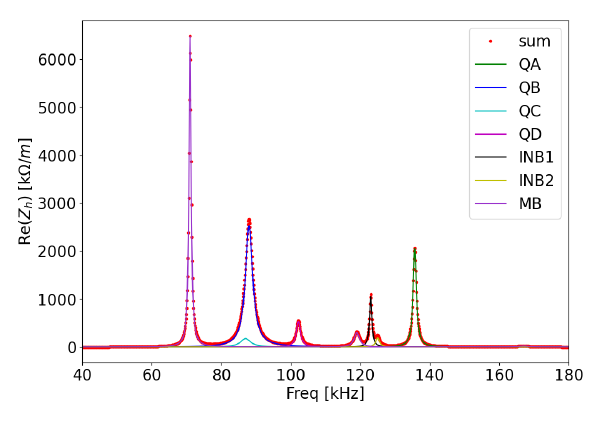 6000
5000
4000
3000
2000
1000
0
Re(Z_h) [kΩ/m]
sum
QA
QB
QC
QD
INB1
INB2
MB
40 60 80 100 120 140 160 180
Freq [kHz]